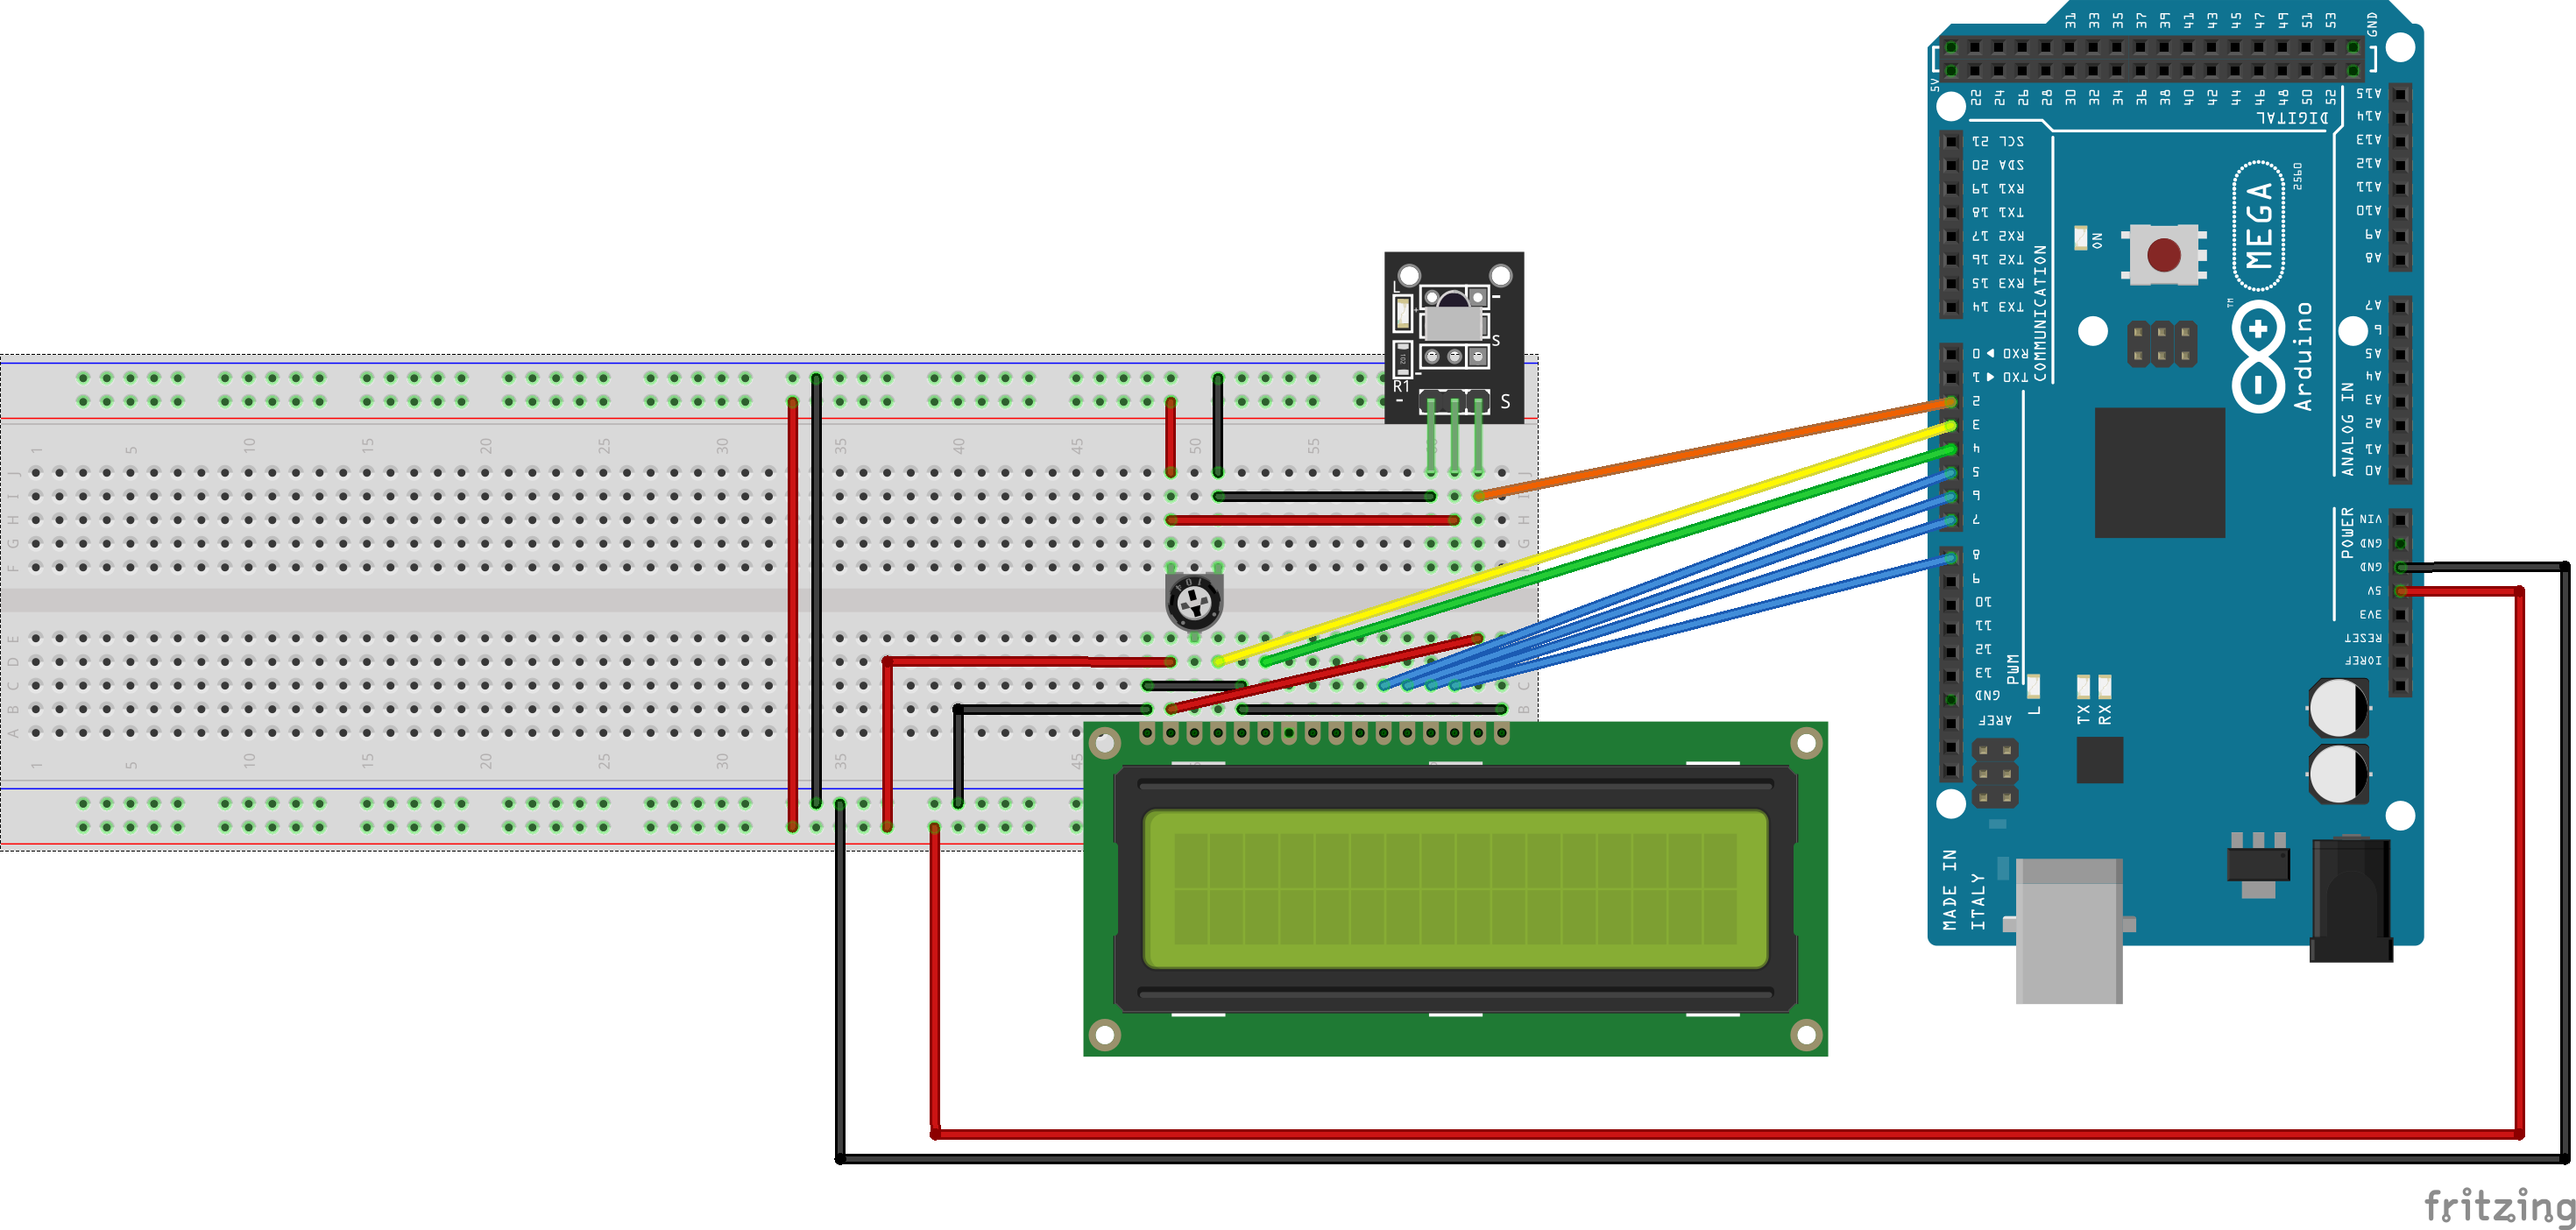 31 33 35 37 39 41 43 45 47 49 51 53 GND
5V
22 24 26 28 30 32 34 36 38 40 42 44 46 48 50 52
DIGITAL
SCL 21
SDA 20
RX1 19
TX1 18
RX2 17
TX2 16
RX3 15
TX3 14
COMMUNICATION
RX0 ◄ 0
TX0 ► 1
2
3
4
5
6
7
8
9
10
11
12
13
GND
AREF
PWM
L
TX
RX
ON
MEGA
2560
TM
Arduino
A15
A14
A13
A12
A11
A10
A9
A8
A7
6
A5
A4
A3
A2
A1
A0
ANALOG IN
VIN
GND
GND
5V
3V3
RESET
IOREF
POWER
MADE IN
ITALY
L
-
S
102
R1 -
- S
1 5 10 15 20 25 30 35 40 45 50 55 60
J J
I I
H H
G G
F
E
D
C C
B B
A
1 5 10 15 20 25 30 35 45
fritzing